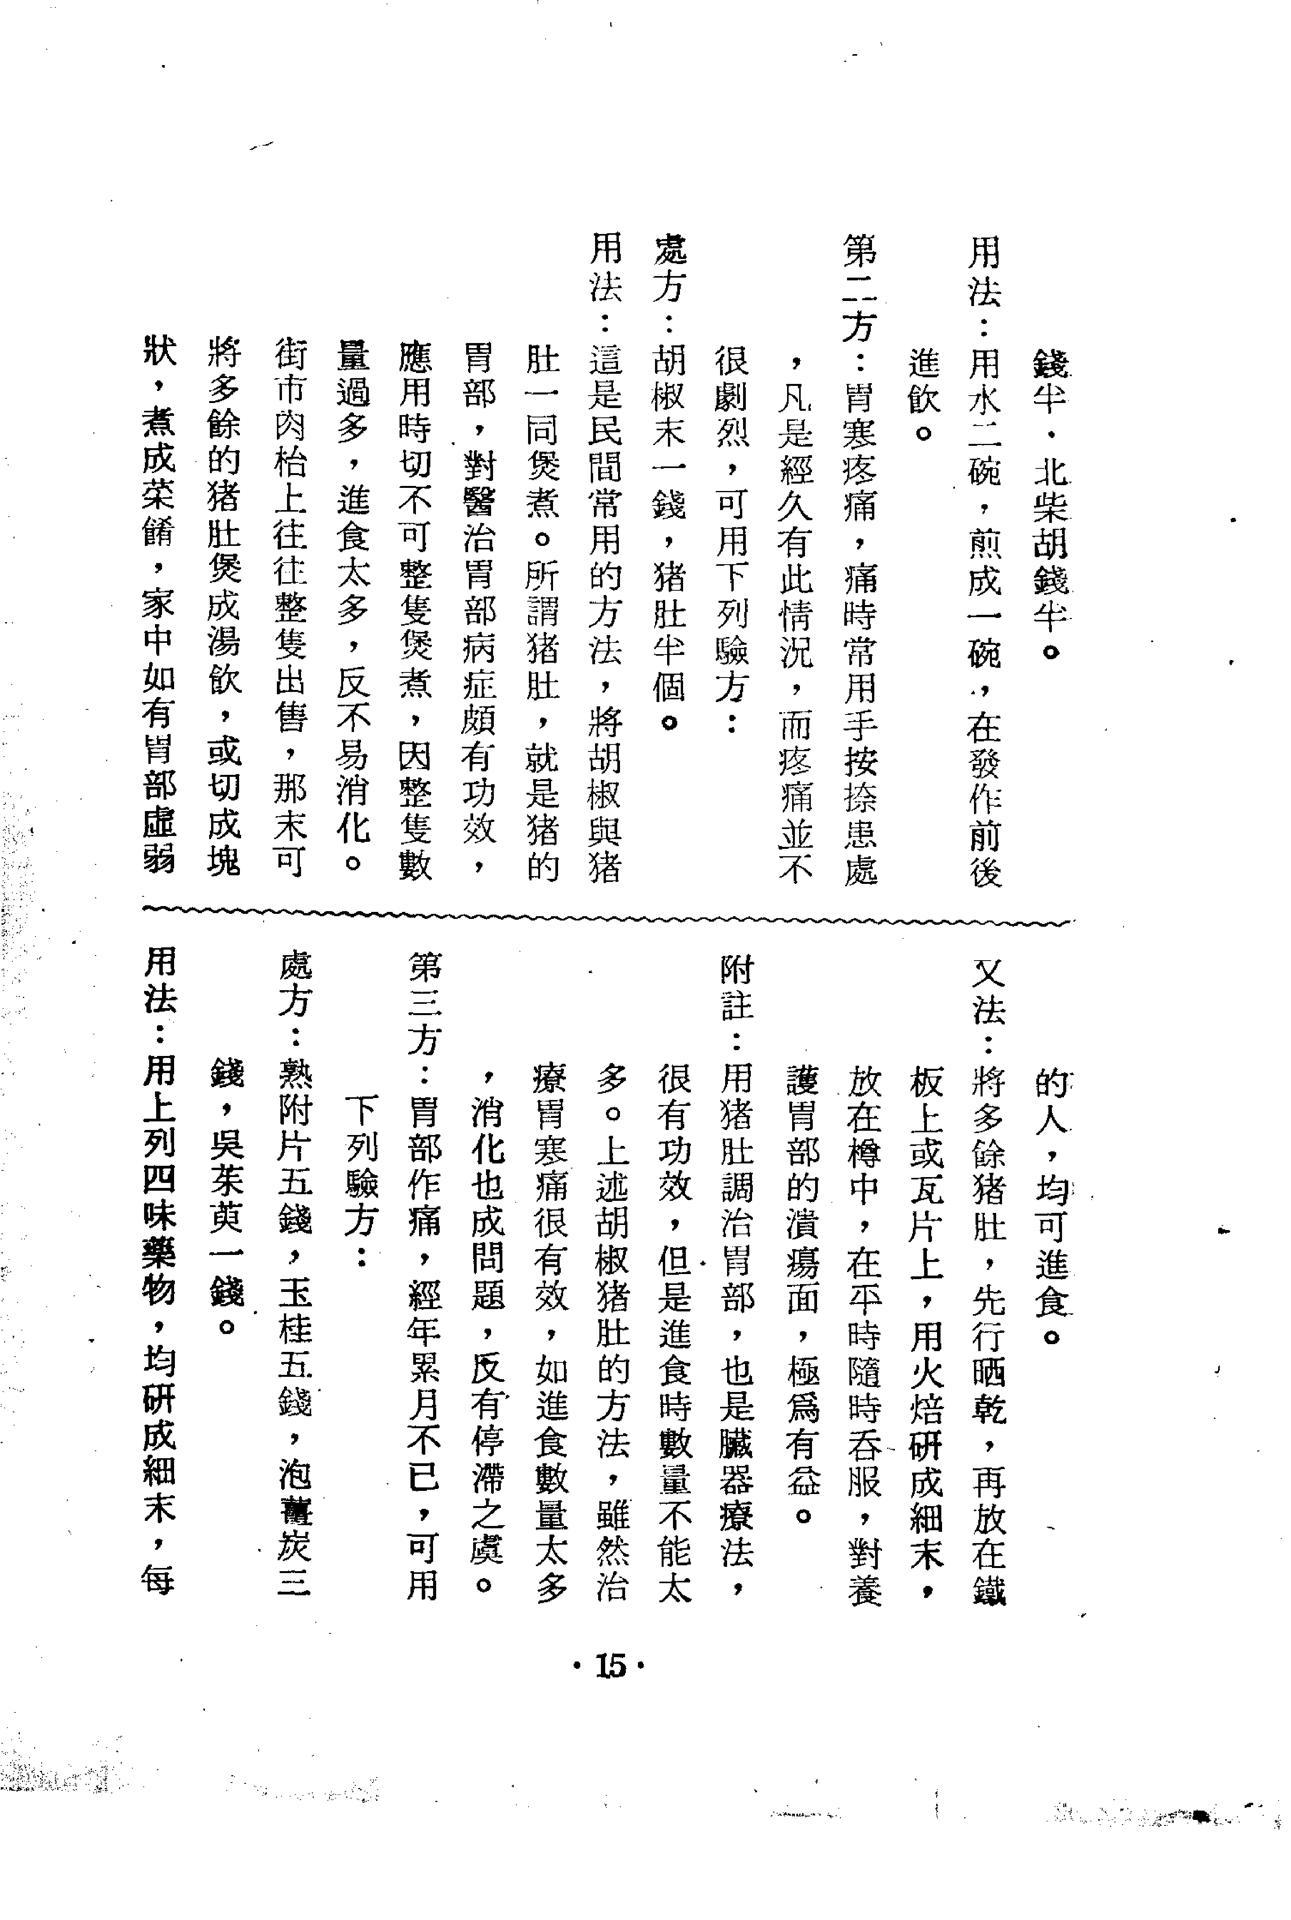 錢半．北柴胡錢半。
用法：用水二碗，煎成一碗，在發作前後
進飲。
第二方：胃寒疼痛，痛時常用手按捺患處
，凡是經久有此情況，而疼痛並不
很劇烈，可用下列驗方：
處方：胡椒末一錢，猪肚半個。
用法：這是民間常用的方法，將胡椒與猪
肚一同煲煮。所謂猪肚，就是猪的
胃部，對醫治胃部病症頗有功效，
應用時切不可整隻煲煮，因整隻數
量過多，進食太多，反不易消化。
街市肉枱上往往整隻出售，那末可
將多餘的猪肚煲成湯飲，或切成塊
狀，煮成菜餚，家中如有胃部虛弱
的人，均可進食。
又法：將多餘猪肚，先行晒乾，再放在鐵
板上或瓦片上，用火焙研成細末，
放在樽中，在平時隨時吞服，對養
護胃部的潰瘍面，極爲有益。
附註：用猪肚調治胃部，也是臟器療法，
很有功效，但是進食時數量不能太
多。上述胡椒猪肚的方法，雖然治
療胃寒痛很有效，如進食數量太多
，消化也成問題，反有停滯之虞。
第三方：胃部作痛，經年累月不已，可用
下列驗方：
處方：熟附片五錢，玉桂五錢，泡薑炭三
錢，吳茱萸一錢。
用法：用上列四味藥物，均研成細末，每
·15·